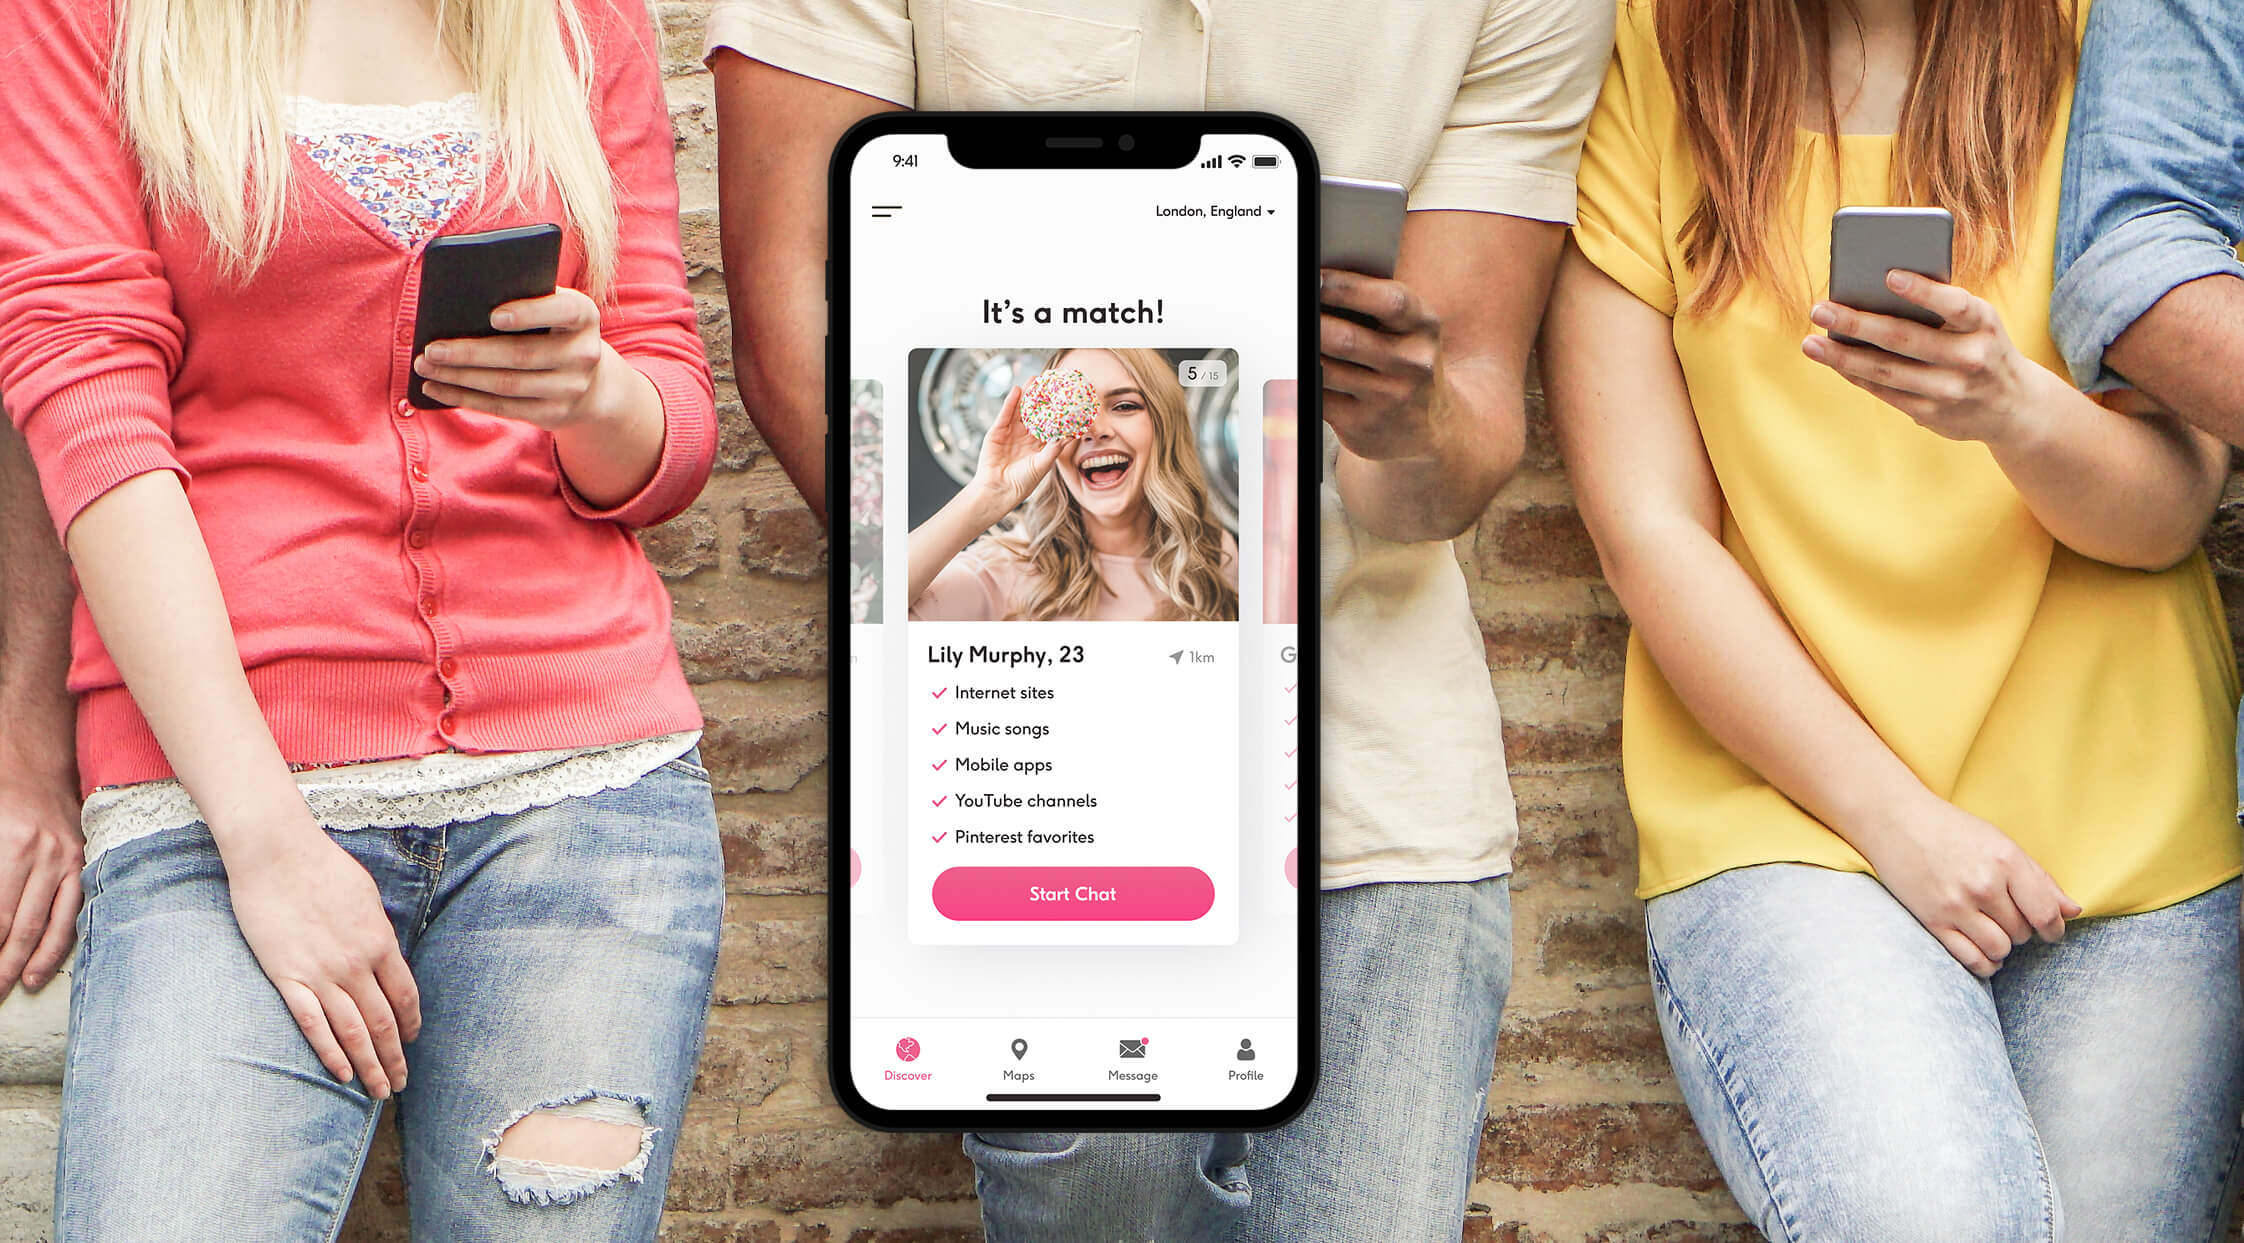 9:41
London, England
It's a match!
5 / 15
Lily Murphy, 23
1km
G
Internet sites
Music songs
Mobile apps
YouTube channels
Pinterest favorites
Start Chat
Discover
Maps
Message
Profile